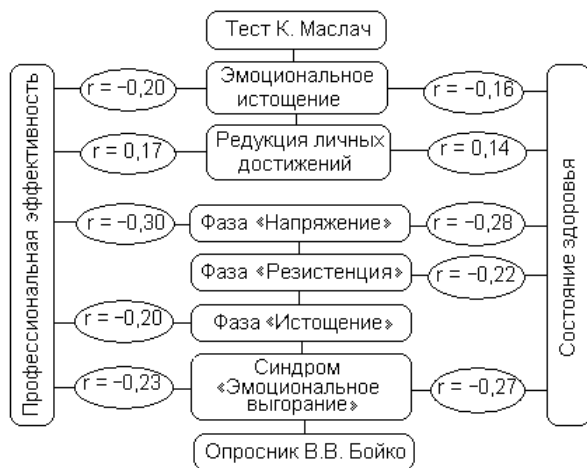 Тест К. Маслач
Профессиональная эффективность
r = –0,20
Эмоциональное
истощение
r = –0,16
Состояние здоровья
r = 0,17
Редукция личных
достижений
r = 0,14
r = –0,30
Фаза «Напряжение»
r = –0,28
Фаза «Резистенция»
r = –0,22
r = –0,20
Фаза «Истощение»
r = –0,23
Синдром
«Эмоциональное
выгорание»
r = –0,27
Опросник В.В. Бойко